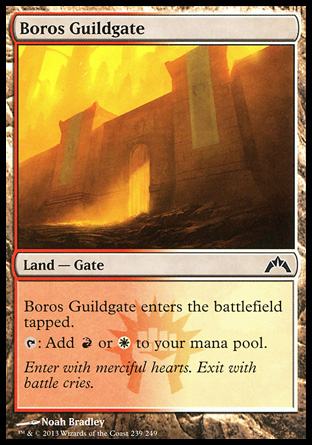 Boros Guildgate
Land — Gate
Boros Guildgate enters the battlefield
tapped.
: Add or to your mana pool.
Enter with merciful hearts. Exit with
battle cries.
Noah Bradley
™ & © 2013 Wizards of the Coast 239/249